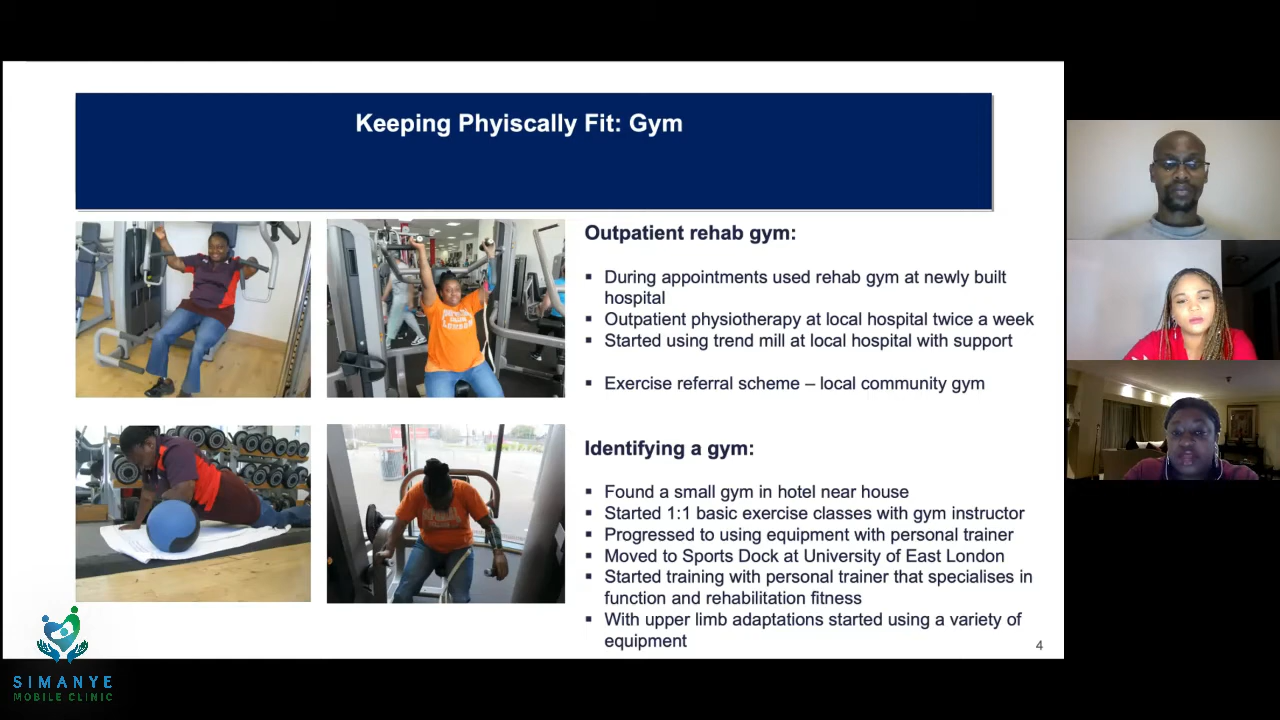 Keeping Phyiscally Fit: Gym
Outpatient rehab gym:
▪ During appointments used rehab gym at newly built
hospital
▪ Outpatient physiotherapy at local hospital twice a week
▪ Started using trend mill at local hospital with support
▪ Exercise referral scheme – local community gym
Identifying a gym:
▪ Found a small gym in hotel near house
▪ Started 1:1 basic exercise classes with gym instructor
▪ Progressed to using equipment with personal trainer
▪ Moved to Sports Dock at University of East London
▪ Started training with personal trainer that specialises in
function and rehabilitation fitness
▪ With upper limb adaptations started using a variety of
equipment
4
SIMANYE
MOBILE CLINIC